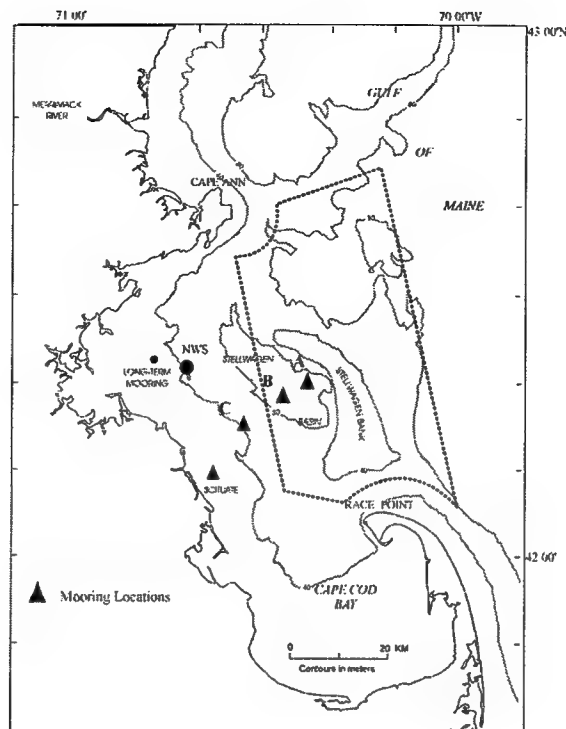 71 00'
70 00'W
43 00'N
GULF
MERRIMACK
RIVER
OF
CAPE ANN
MAINE
NWS
STELLWAGEN
A
LONG-TERM
MOORING
B
STELLWAGEN BANK
C
BASIN
SCITUATE
RACE POINT
42 00'
Mooring Locations
CAPE COD
BAY
0 20 KM
Contours in meters